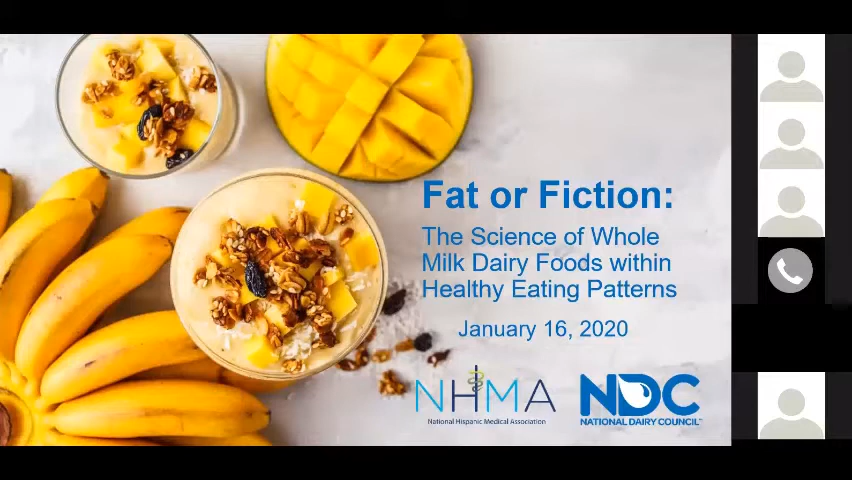 Fat or Fiction:
The Science of Whole
Milk Dairy Foods within
Healthy Eating Patterns
January 16, 2020
NHMA
National Hispanic Medical Association
NDC
NATIONAL DAIRY COUNCIL™